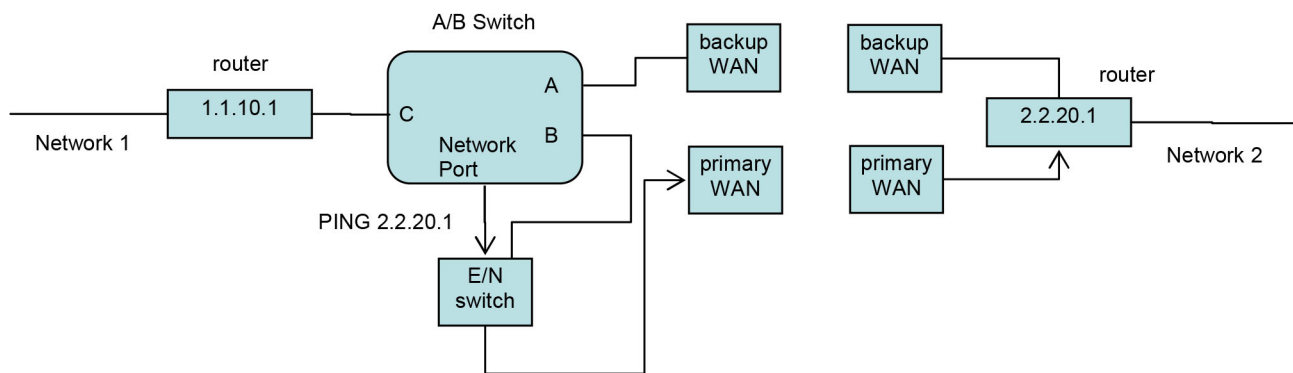 A/B Switch
router
1.1.10.1
Network 1
C
A
B
Network
Port
PING 2.2.20.1
E/N
switch
backup
WAN
primary
WAN
backup
WAN
primary
WAN
router
2.2.20.1
Network 2